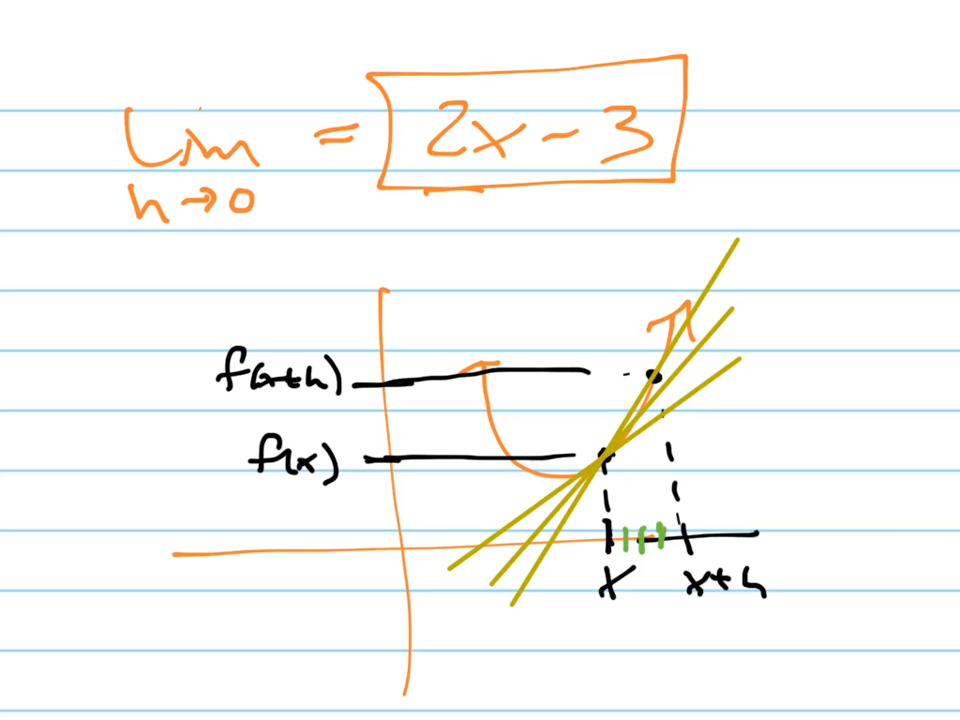 Lim = 2x - 3
h → 0
f(x+h)
f(x)
x x+h